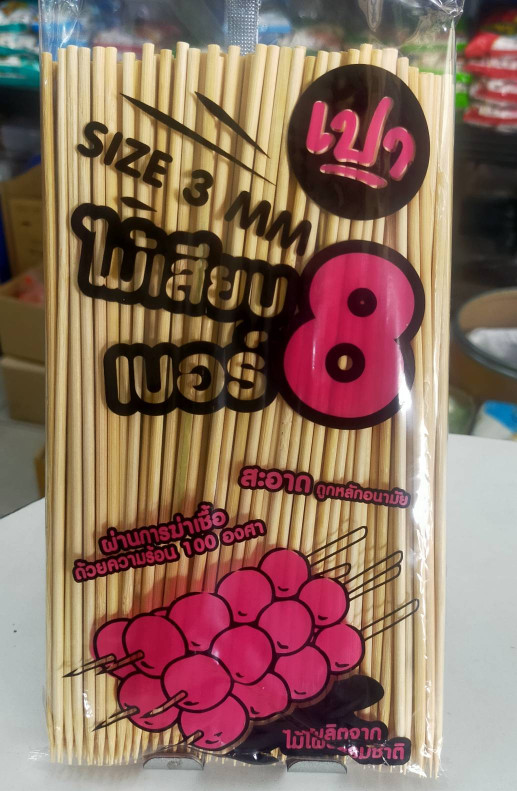 เปา
SIZE 3 MM
ไม้เสียบ
เบอร์ 8
สะอาด ถูกหลักอนามัย
ผ่านการฆ่าเชื้อ
ด้วยความร้อน 100 องศา
ผลิตจาก